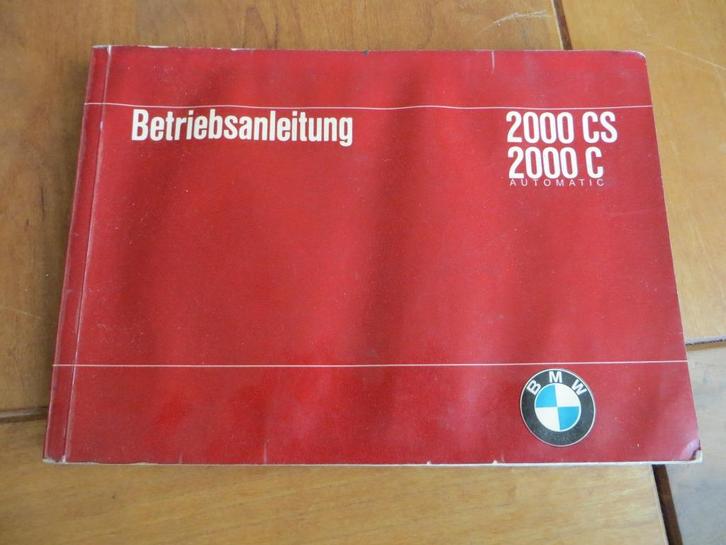 Betriebsanleitung
2000 CS
2000 C
AUTOMATIC
BMW